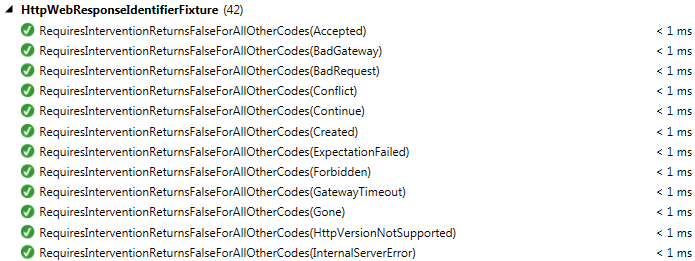 HttpWebResponseIdentifierFixture (42)
RequiresInterventionReturnsFalseForAllOtherCodes(Accepted) < 1 ms
RequiresInterventionReturnsFalseForAllOtherCodes(BadGateway) < 1 ms
RequiresInterventionReturnsFalseForAllOtherCodes(BadRequest) < 1 ms
RequiresInterventionReturnsFalseForAllOtherCodes(Conflict) < 1 ms
RequiresInterventionReturnsFalseForAllOtherCodes(Continue) < 1 ms
RequiresInterventionReturnsFalseForAllOtherCodes(Created) < 1 ms
RequiresInterventionReturnsFalseForAllOtherCodes(ExpectationFailed) < 1 ms
RequiresInterventionReturnsFalseForAllOtherCodes(Forbidden) < 1 ms
RequiresInterventionReturnsFalseForAllOtherCodes(GatewayTimeout) < 1 ms
RequiresInterventionReturnsFalseForAllOtherCodes(Gone) < 1 ms
RequiresInterventionReturnsFalseForAllOtherCodes(HttpVersionNotSupported) < 1 ms
RequiresInterventionReturnsFalseForAllOtherCodes(InternalServerError) < 1 ms